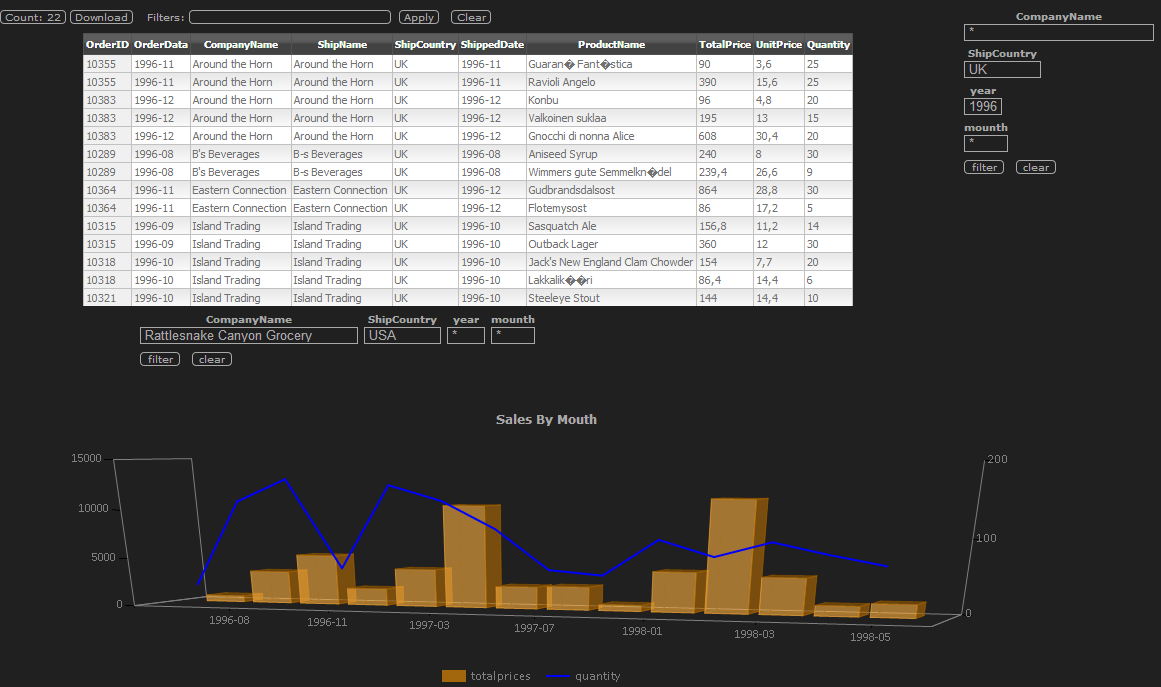 Count: 22 Download Filters: Apply Clear
CompanyName
*
ShipCountry
UK
year
1996
mounth
*
filter clear
OrderID OrderData CompanyName ShipName ShipCountry ShippedDate ProductName TotalPrice UnitPrice Quantity
10355 1996-11 Around the Horn Around the Horn UK 1996-11 Guaran� Fant�stica 90 3,6 25
10355 1996-11 Around the Horn Around the Horn UK 1996-11 Ravioli Angelo 390 15,6 25
10383 1996-12 Around the Horn Around the Horn UK 1996-12 Konbu 96 4,8 20
10383 1996-12 Around the Horn Around the Horn UK 1996-12 Valkoinen suklaa 195 13 15
10383 1996-12 Around the Horn Around the Horn UK 1996-12 Gnocchi di nonna Alice 608 30,4 20
10289 1996-08 B's Beverages B-s Beverages UK 1996-08 Aniseed Syrup 240 8 30
10289 1996-08 B's Beverages B-s Beverages UK 1996-08 Wimmers gute Semmelkn�del 239,4 26,6 9
10364 1996-11 Eastern Connection Eastern Connection UK 1996-12 Gudbrandsdalsost 864 28,8 30
10364 1996-11 Eastern Connection Eastern Connection UK 1996-12 Flotemysost 86 17,2 5
10315 1996-09 Island Trading Island Trading UK 1996-10 Sasquatch Ale 156,8 11,2 14
10315 1996-09 Island Trading Island Trading UK 1996-10 Outback Lager 360 12 30
10318 1996-10 Island Trading Island Trading UK 1996-10 Jack's New England Clam Chowder 154 7,7 20
10318 1996-10 Island Trading Island Trading UK 1996-10 Lakkalik��ri 86,4 14,4 6
10321 1996-10 Island Trading Island Trading UK 1996-10 Steeleye Stout 144 14,4 10
CompanyName ShipCountry year mounth
Rattlesnake Canyon Grocery USA * *
filter clear
Sales By Mouth
15000 200
10000
5000 100
0 0
1996-08 1996-11 1997-03 1997-07 1998-01 1998-03 1998-05
totalprices quantity